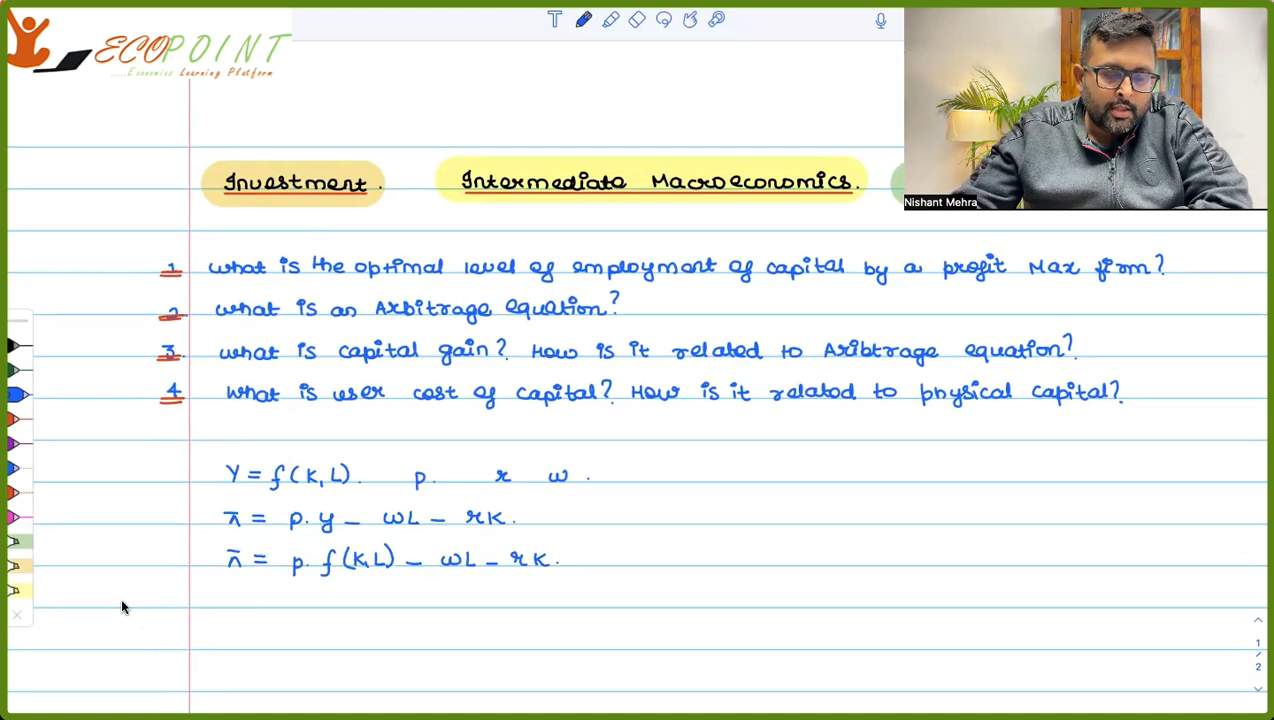 ECOPOINT
.....Economics Learning Platform
T
Nishant Mehra
Investment. Intermediate Macroeconomics.
1. what is the optimal level of employment of capital by a profit Max firm?
2. what is an Arbitrage equation?
3. what is capital gain? How is it related to Aribtrage equation?
4 what is user cost of capital? How is it related to physical capital?
Y = f(K,L). p. r w.
π = p.y - wL - rK.
π = p. f(K,L) - wL - rK.
1
/
2